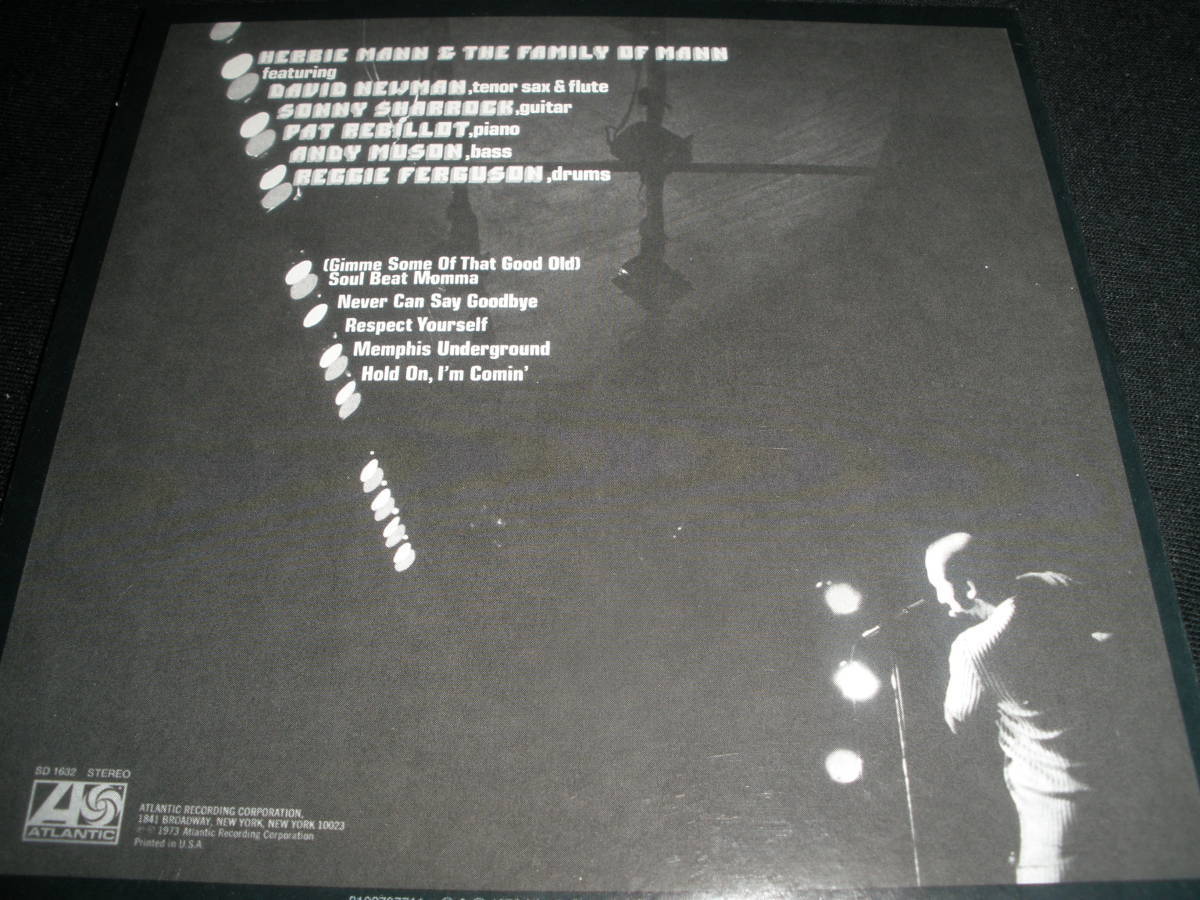 HERBIE MANN & THE FAMILY OF MANN
featuring
DAVID NEWMAN, tenor sax & flute
SONNY SHARROCK, guitar
PAT REBILLOT, piano
ANDY MUSON, bass
REGGIE FERGUSON, drums
(Gimme Some Of That Good Old)
Soul Beat Momma
Never Can Say Goodbye
Respect Yourself
Memphis Underground
Hold On, I'm Comin'
SD 1632 STEREO
ATLANTIC
ATLANTIC RECORDING CORPORATION,
1841 BROADWAY, NEW YORK, NEW YORK 10023
℗ © 1973 Atlantic Recording Corporation
Printed in U.S.A.